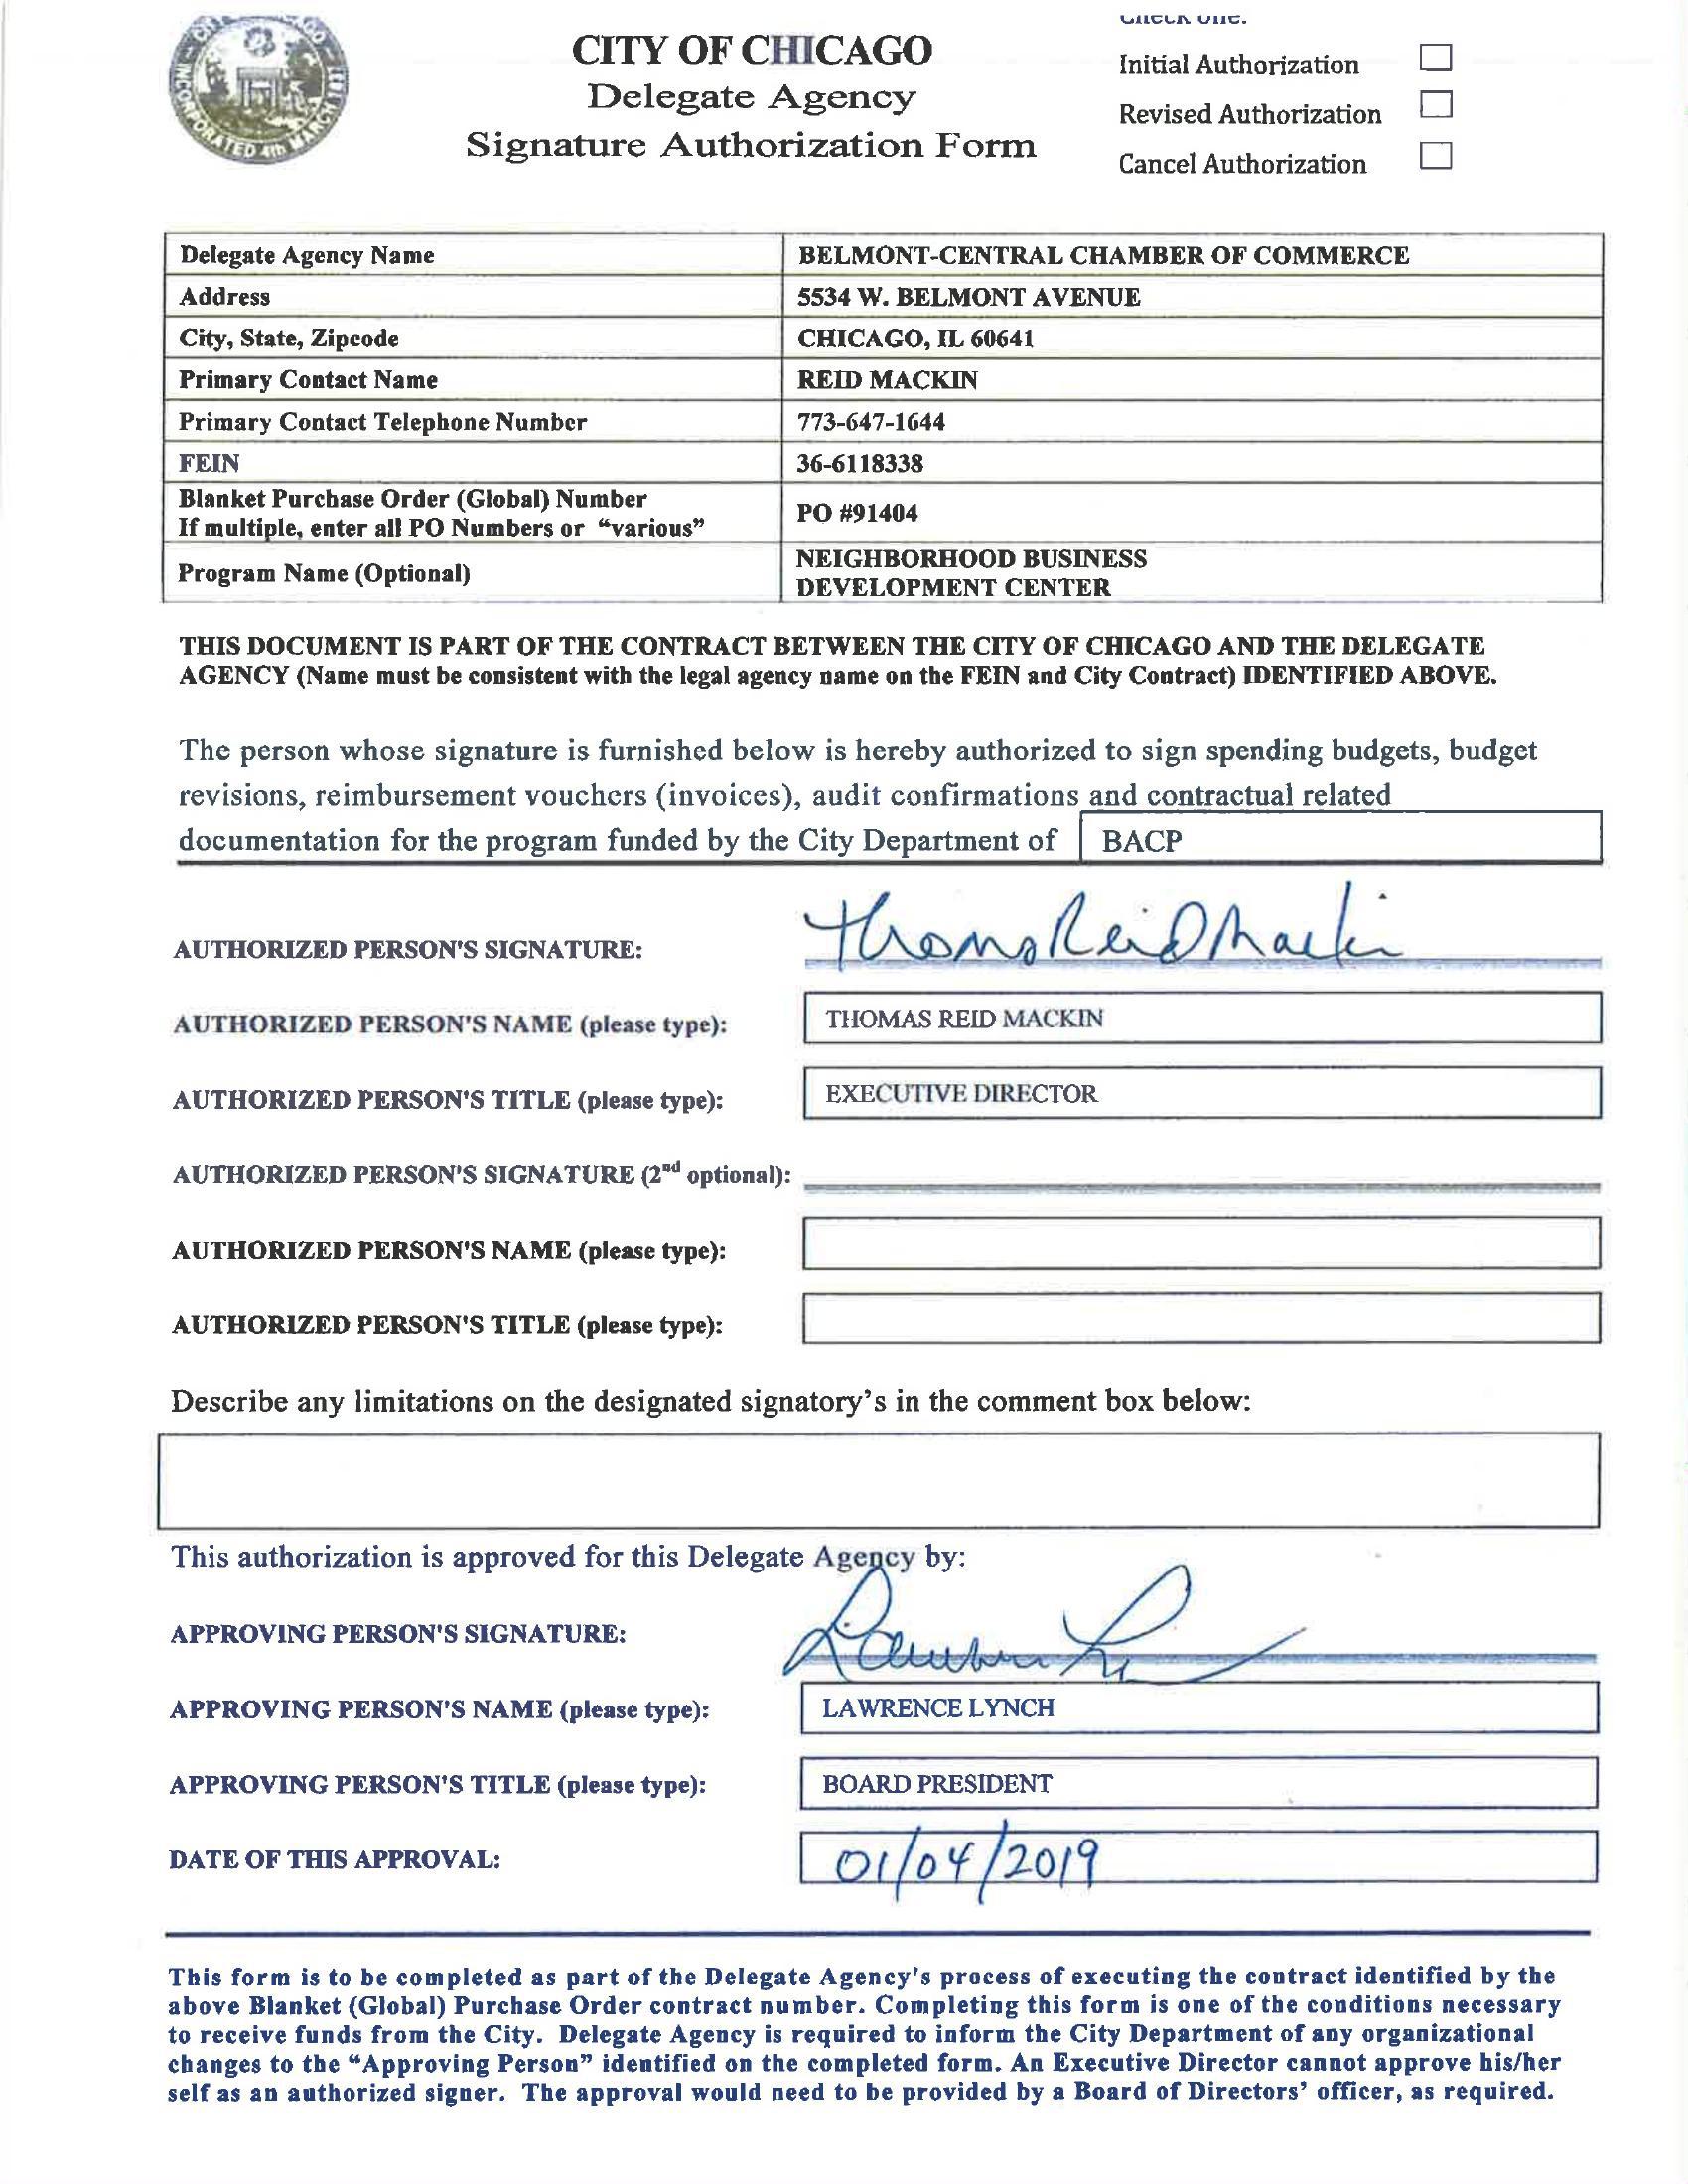 CITY OF CHICAGO
Delegate Agency
Signature Authorization Form
INCORPORATED 4th MARCH
Check one:
Initial Authorization
Revised Authorization
Cancel Authorization
Delegate Agency Name BELMONT-CENTRAL CHAMBER OF COMMERCE
Address 5534 W. BELMONT AVENUE
City, State, Zipcode CHICAGO, IL 60641
Primary Contact Name REID MACKIN
Primary Contact Telephone Number 773-647-1644
FEIN 36-6118338
Blanket Purchase Order (Global) Number
If multiple, enter all PO Numbers or “various” PO #91404
Program Name (Optional) NEIGHBORHOOD BUSINESS
DEVELOPMENT CENTER
THIS DOCUMENT IS PART OF THE CONTRACT BETWEEN THE CITY OF CHICAGO AND THE DELEGATE
AGENCY (Name must be consistent with the legal agency name on the FEIN and City Contract) IDENTIFIED ABOVE.
The person whose signature is furnished below is hereby authorized to sign spending budgets, budget
revisions, reimbursement vouchers (invoices), audit confirmations and contractual related
documentation for the program funded by the City Department of BACP
AUTHORIZED PERSON'S SIGNATURE: Thomas Reid Mackin
AUTHORIZED PERSON'S NAME (please type): THOMAS REID MACKIN
AUTHORIZED PERSON'S TITLE (please type): EXECUTIVE DIRECTOR
AUTHORIZED PERSON'S SIGNATURE (2nd optional):
AUTHORIZED PERSON'S NAME (please type):
AUTHORIZED PERSON'S TITLE (please type):
Describe any limitations on the designated signatory’s in the comment box below:
This authorization is approved for this Delegate Agency by:
APPROVING PERSON'S SIGNATURE:
APPROVING PERSON'S NAME (please type): LAWRENCE LYNCH
APPROVING PERSON'S TITLE (please type): BOARD PRESIDENT
DATE OF THIS APPROVAL: 01/04/2019
This form is to be completed as part of the Delegate Agency's process of executing the contract identified by the
above Blanket (Global) Purchase Order contract number. Completing this form is one of the conditions necessary
to receive funds from the City. Delegate Agency is required to inform the City Department of any organizational
changes to the “Approving Person” identified on the completed form. An Executive Director cannot approve his/her
self as an authorized signer. The approval would need to be provided by a Board of Directors’ officer, as required.